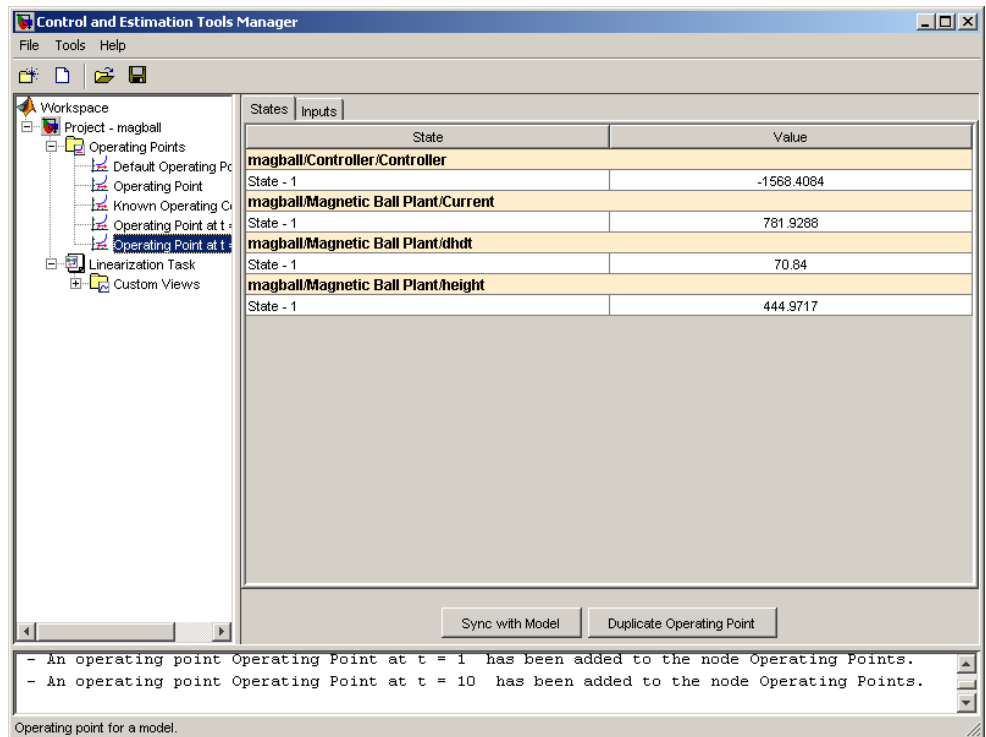 Control and Estimation Tools Manager
File Tools Help
Workspace
Project - magball
Operating Points
Default Operating Po
Operating Point
Known Operating C
Operating Point at t =
Operating Point at t =
Linearization Task
Custom Views
States Inputs
State Value
magball/Controller/Controller
State - 1 -1568.4084
magball/Magnetic Ball Plant/Current
State - 1 781.9288
magball/Magnetic Ball Plant/dhdt
State - 1 70.84
magball/Magnetic Ball Plant/height
State - 1 444.9717
Sync with Model Duplicate Operating Point
- An operating point Operating Point at t = 1 has been added to the node Operating Points.
- An operating point Operating Point at t = 10 has been added to the node Operating Points.
Operating point for a model.